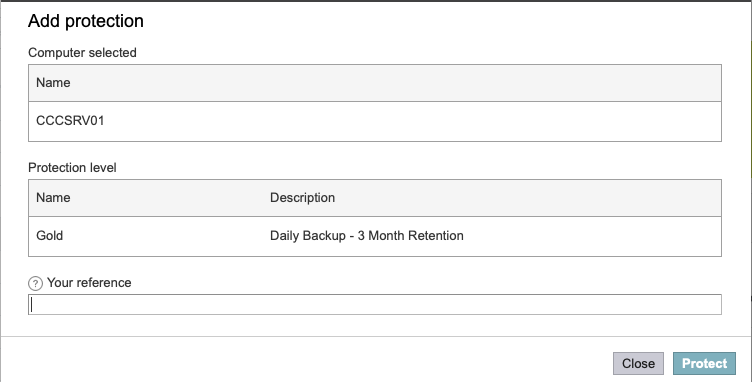 Add protection
Computer selected
Name
CCCSRV01
Protection level
Name Description
Gold Daily Backup - 3 Month Retention
? Your reference
Close Protect